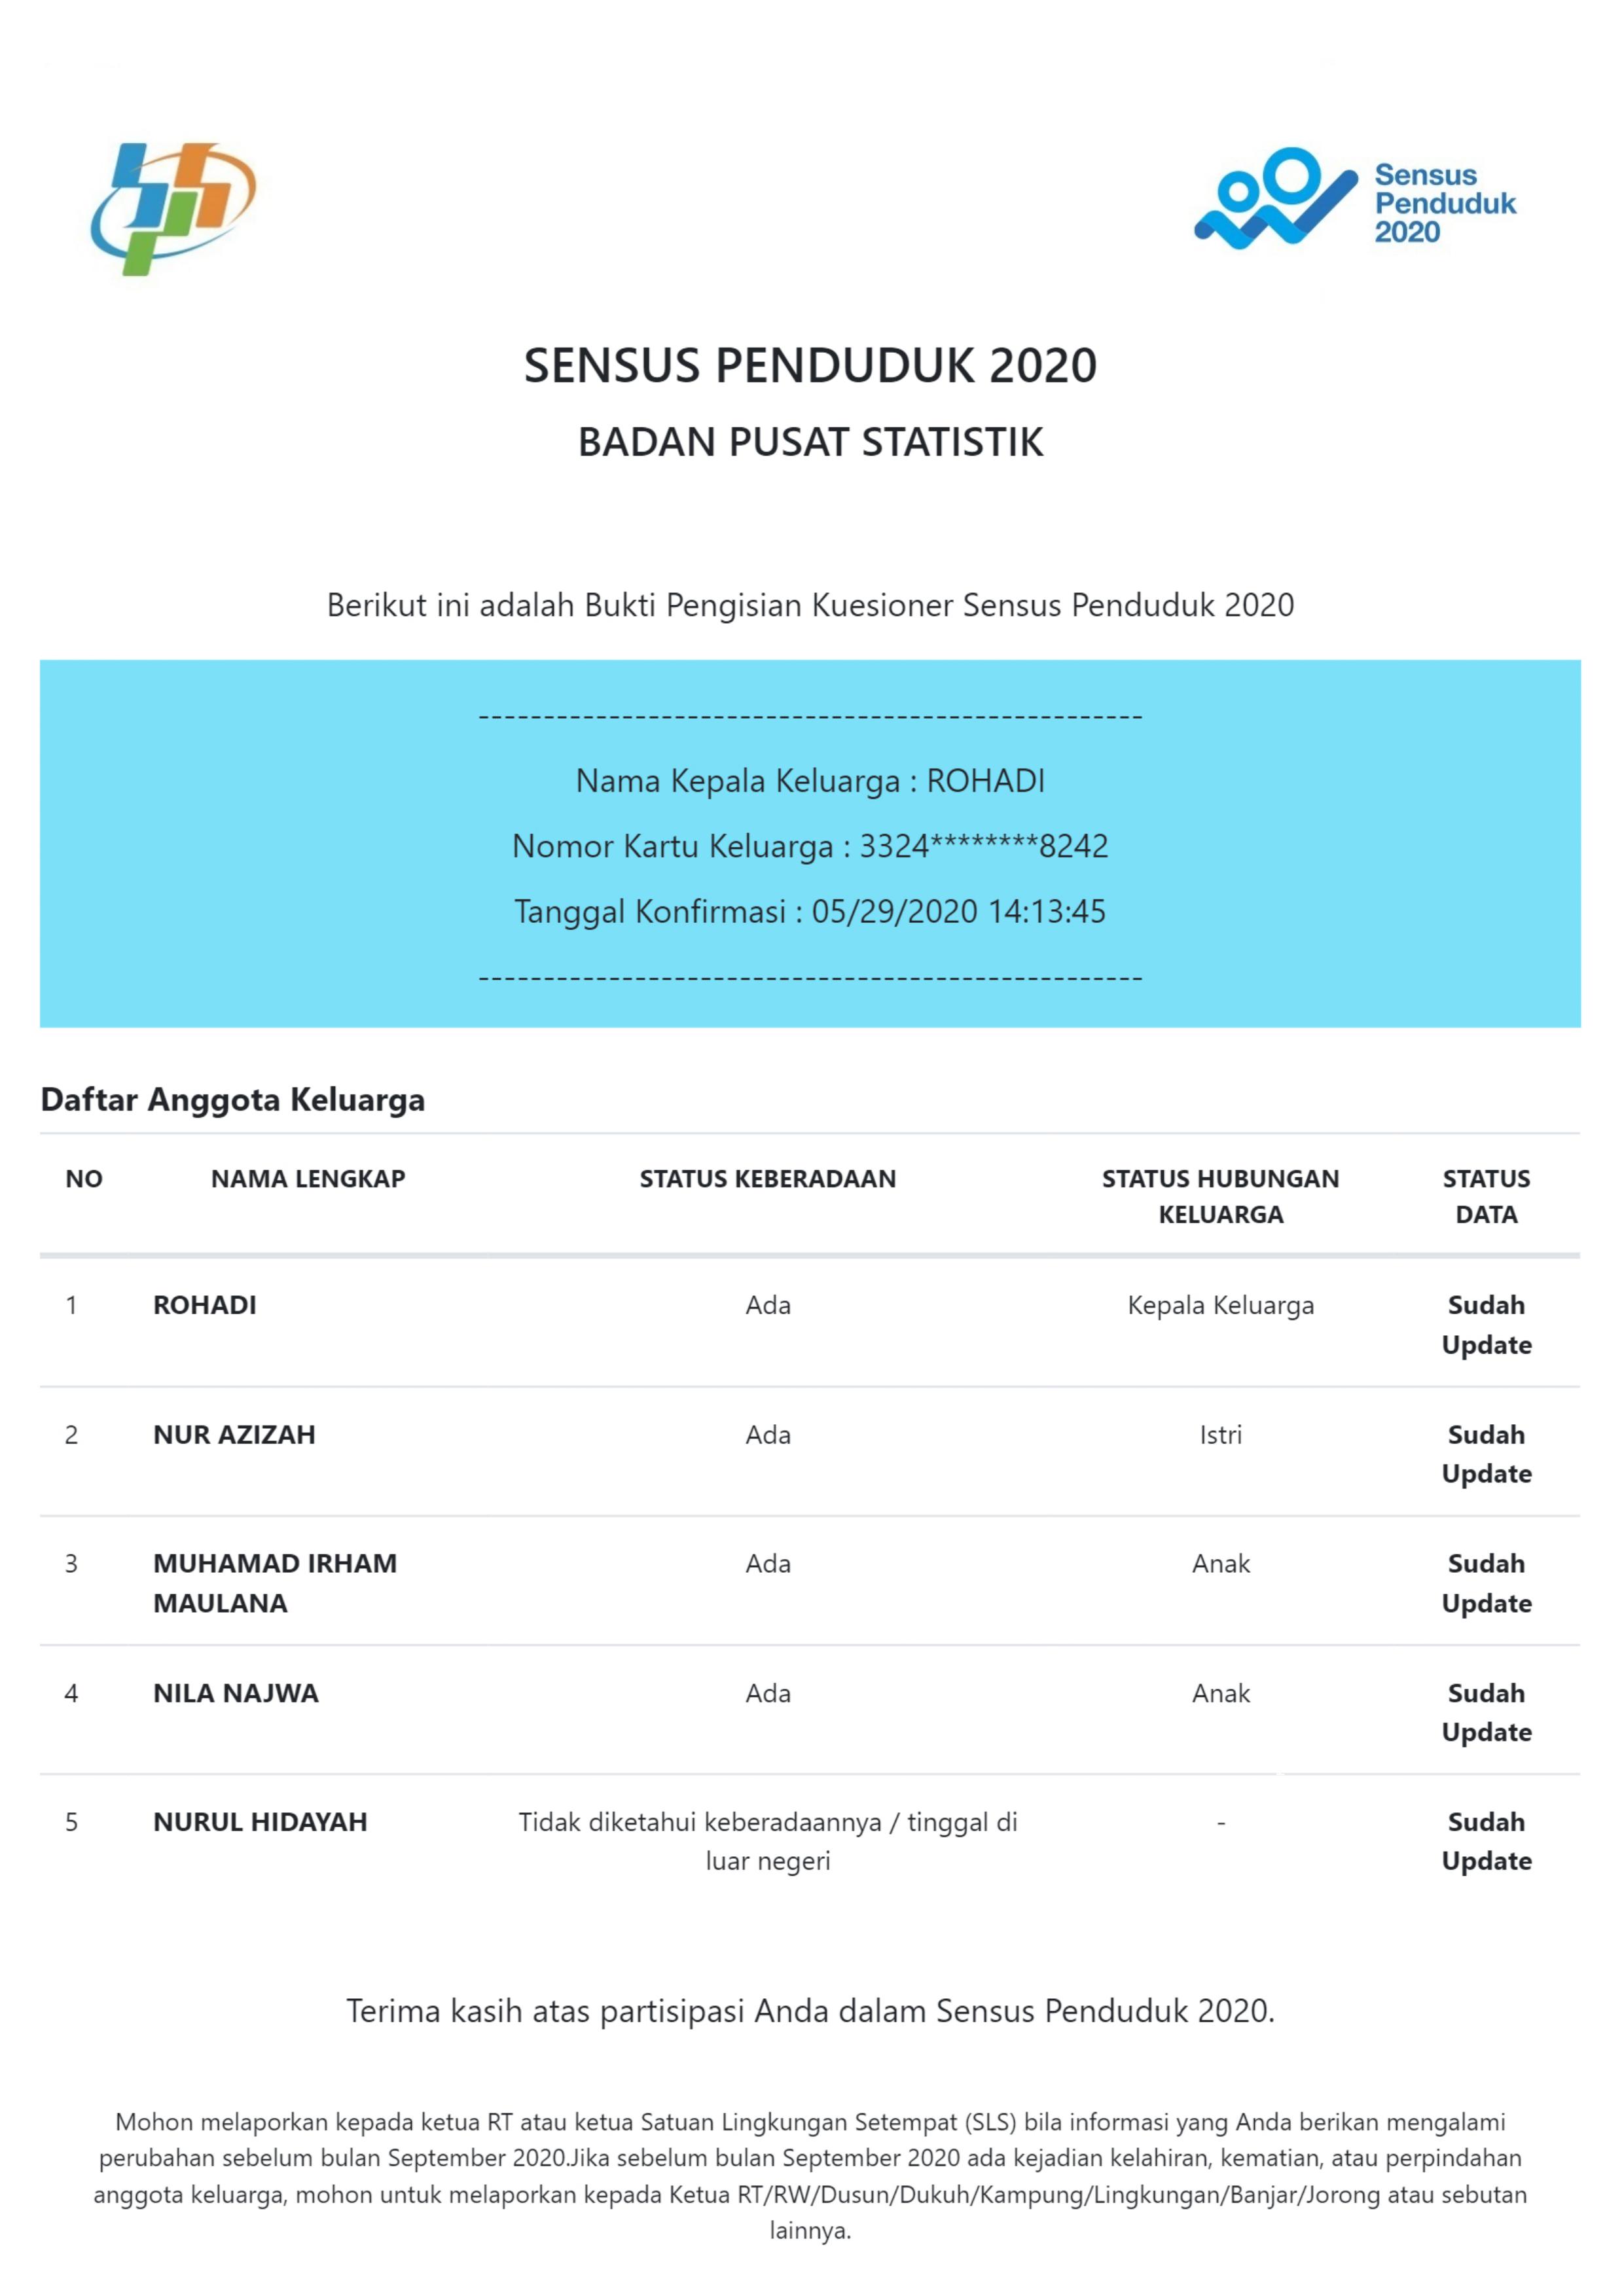 Sensus
Penduduk
2020
SENSUS PENDUDUK 2020
BADAN PUSAT STATISTIK
Berikut ini adalah Bukti Pengisian Kuesioner Sensus Penduduk 2020
---------------------------------------------------
Nama Kepala Keluarga : ROHADI
Nomor Kartu Keluarga : 3324********8242
Tanggal Konfirmasi : 05/29/2020 14:13:45
---------------------------------------------------
Daftar Anggota Keluarga
NO NAMA LENGKAP STATUS KEBERADAAN STATUS HUBUNGAN STATUS
KELUARGA DATA
1 ROHADI Ada Kepala Keluarga Sudah
Update
2 NUR AZIZAH Ada Istri Sudah
Update
3 MUHAMAD IRHAM Ada Anak Sudah
MAULANA Update
4 NILA NAJWA Ada Anak Sudah
Update
5 NURUL HIDAYAH Tidak diketahui keberadaannya / tinggal di - Sudah
luar negeri Update
Terima kasih atas partisipasi Anda dalam Sensus Penduduk 2020.
Mohon melaporkan kepada ketua RT atau ketua Satuan Lingkungan Setempat (SLS) bila informasi yang Anda berikan mengalami
perubahan sebelum bulan September 2020.Jika sebelum bulan September 2020 ada kejadian kelahiran, kematian, atau perpindahan
anggota keluarga, mohon untuk melaporkan kepada Ketua RT/RW/Dusun/Dukuh/Kampung/Lingkungan/Banjar/Jorong atau sebutan
lainnya.